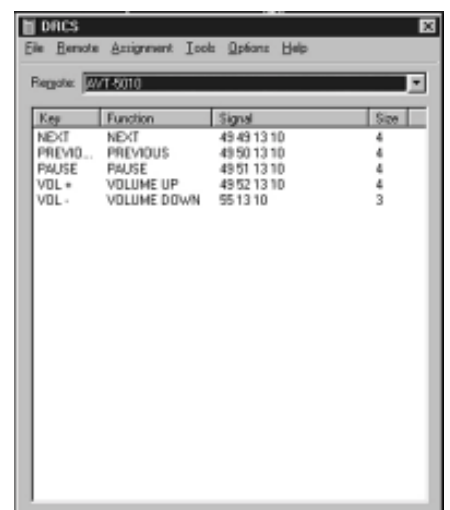 DACS
File Remote Assignment Tools Options Help
Remote: AVT-5010
Key Function Signal Size
NEXT NEXT 49 49 13 10 4
PREVIO... PREVIOUS 49 50 13 10 4
PAUSE PAUSE 49 51 13 10 4
VOL + VOLUME UP 49 52 13 10 4
VOL - VOLUME DOWN 55 13 10 3